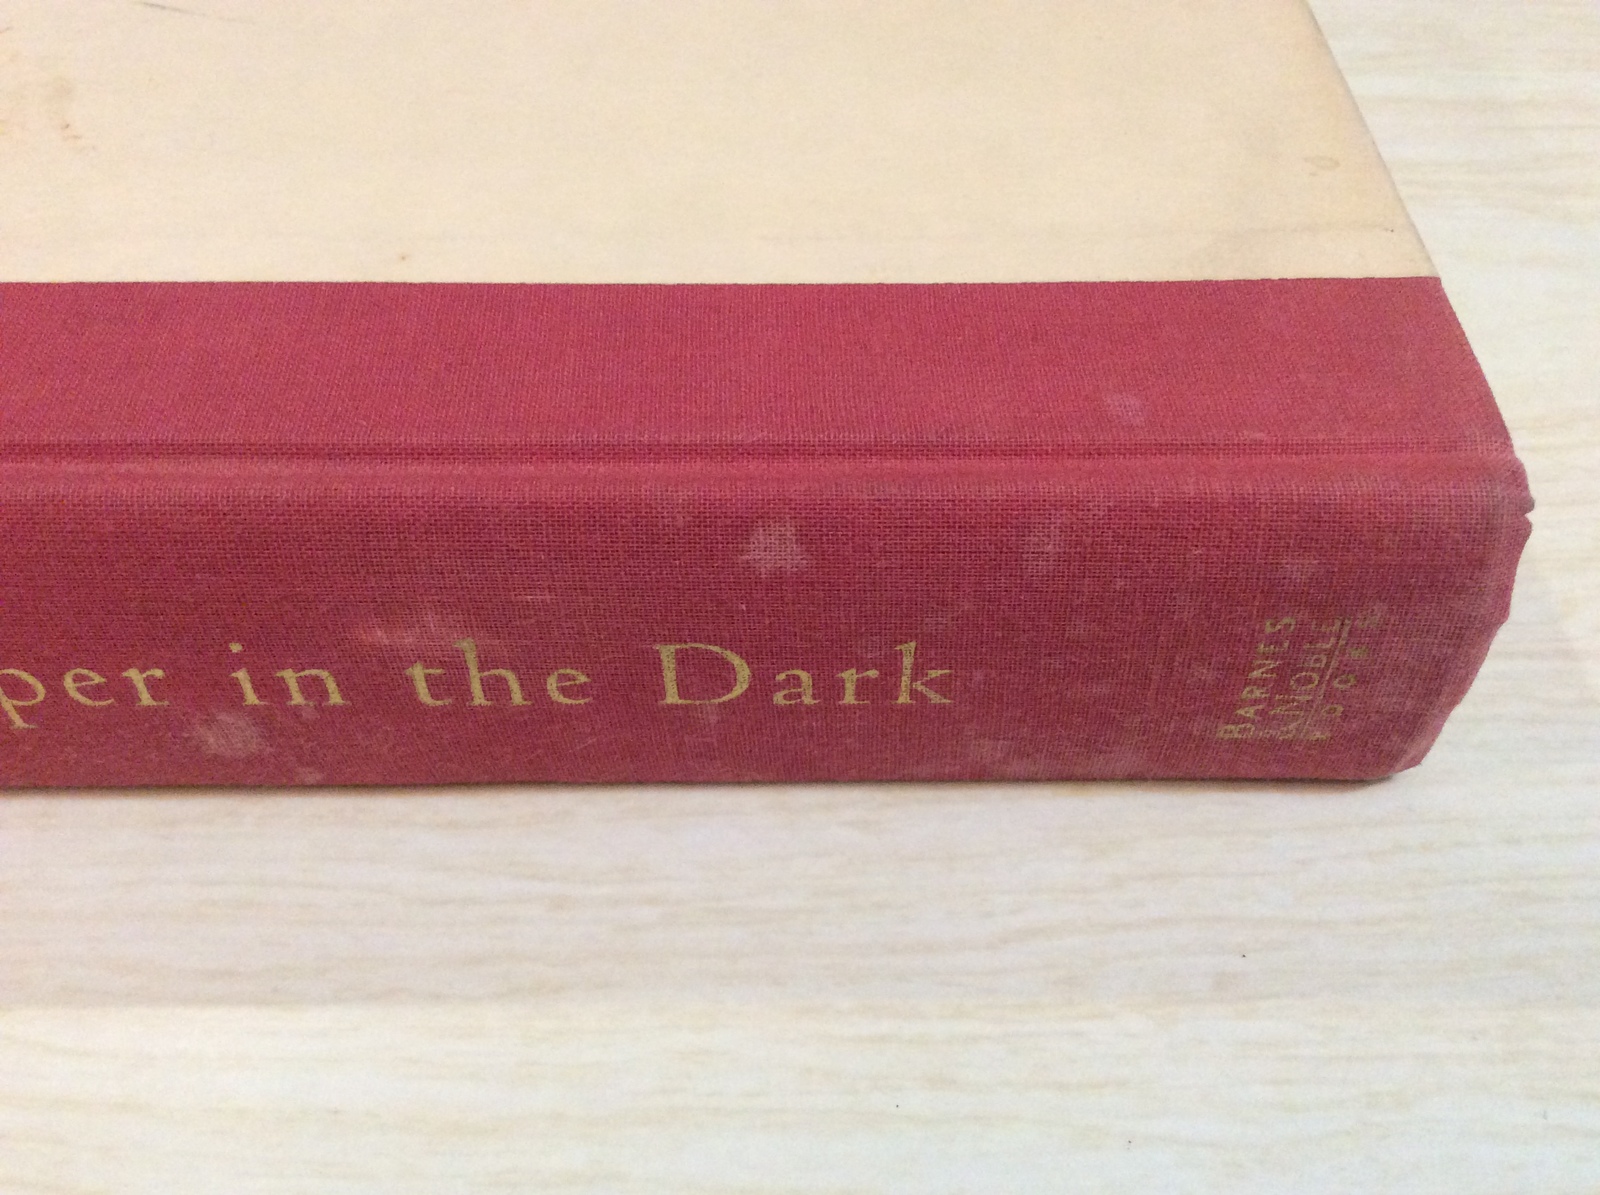 per in the Dark
BARNES
&NOBLE
BOOKS